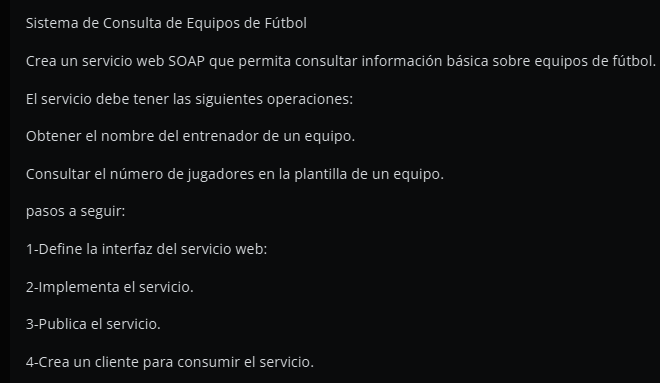 Sistema de Consulta de Equipos de Fútbol
Crea un servicio web SOAP que permita consultar información básica sobre equipos de fútbol.
El servicio debe tener las siguientes operaciones:
Obtener el nombre del entrenador de un equipo.
Consultar el número de jugadores en la plantilla de un equipo.
pasos a seguir:
1-Define la interfaz del servicio web:
2-Implementa el servicio.
3-Publica el servicio.
4-Crea un cliente para consumir el servicio.